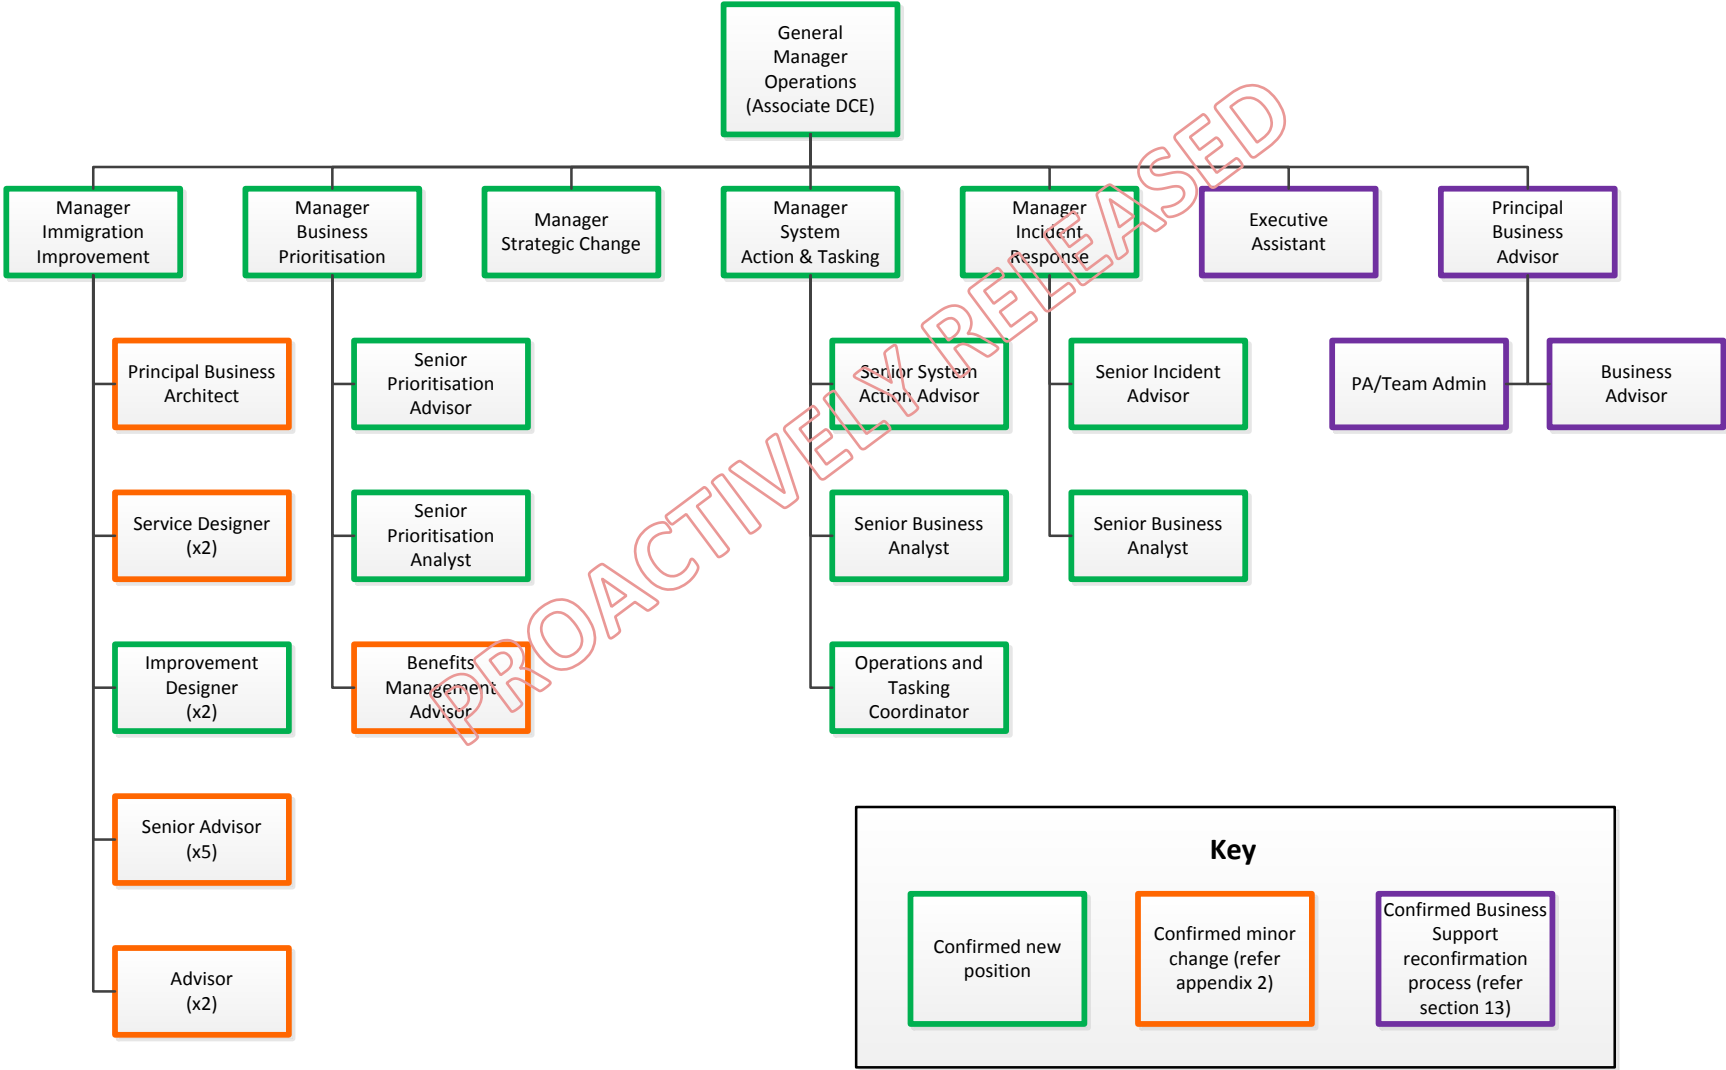 General
Manager
Operations
(Associate DCE)
Manager
Immigration
Improvement
Manager
Business
Prioritisation
Manager
Strategic Change
Manager
System
Action & Tasking
Manager
Incident
Response
Executive
Assistant
Principal
Business
Advisor
Principal Business
Architect
Senior
Prioritisation
Advisor
Senior System
Action Advisor
Senior Incident
Advisor
PA/Team Admin
Business
Advisor
Service Designer
(x2)
Senior
Prioritisation
Analyst
Senior Business
Analyst
Senior Business
Analyst
Improvement
Designer
(x2)
Benefits
Management
Advisor
Operations and
Tasking
Coordinator
Senior Advisor
(x5)
Advisor
(x2)
PROACTIVELY RELEASED
Key
Confirmed new
position
Confirmed minor
change (refer
appendix 2)
Confirmed Business
Support
reconfirmation
process (refer
section 13)